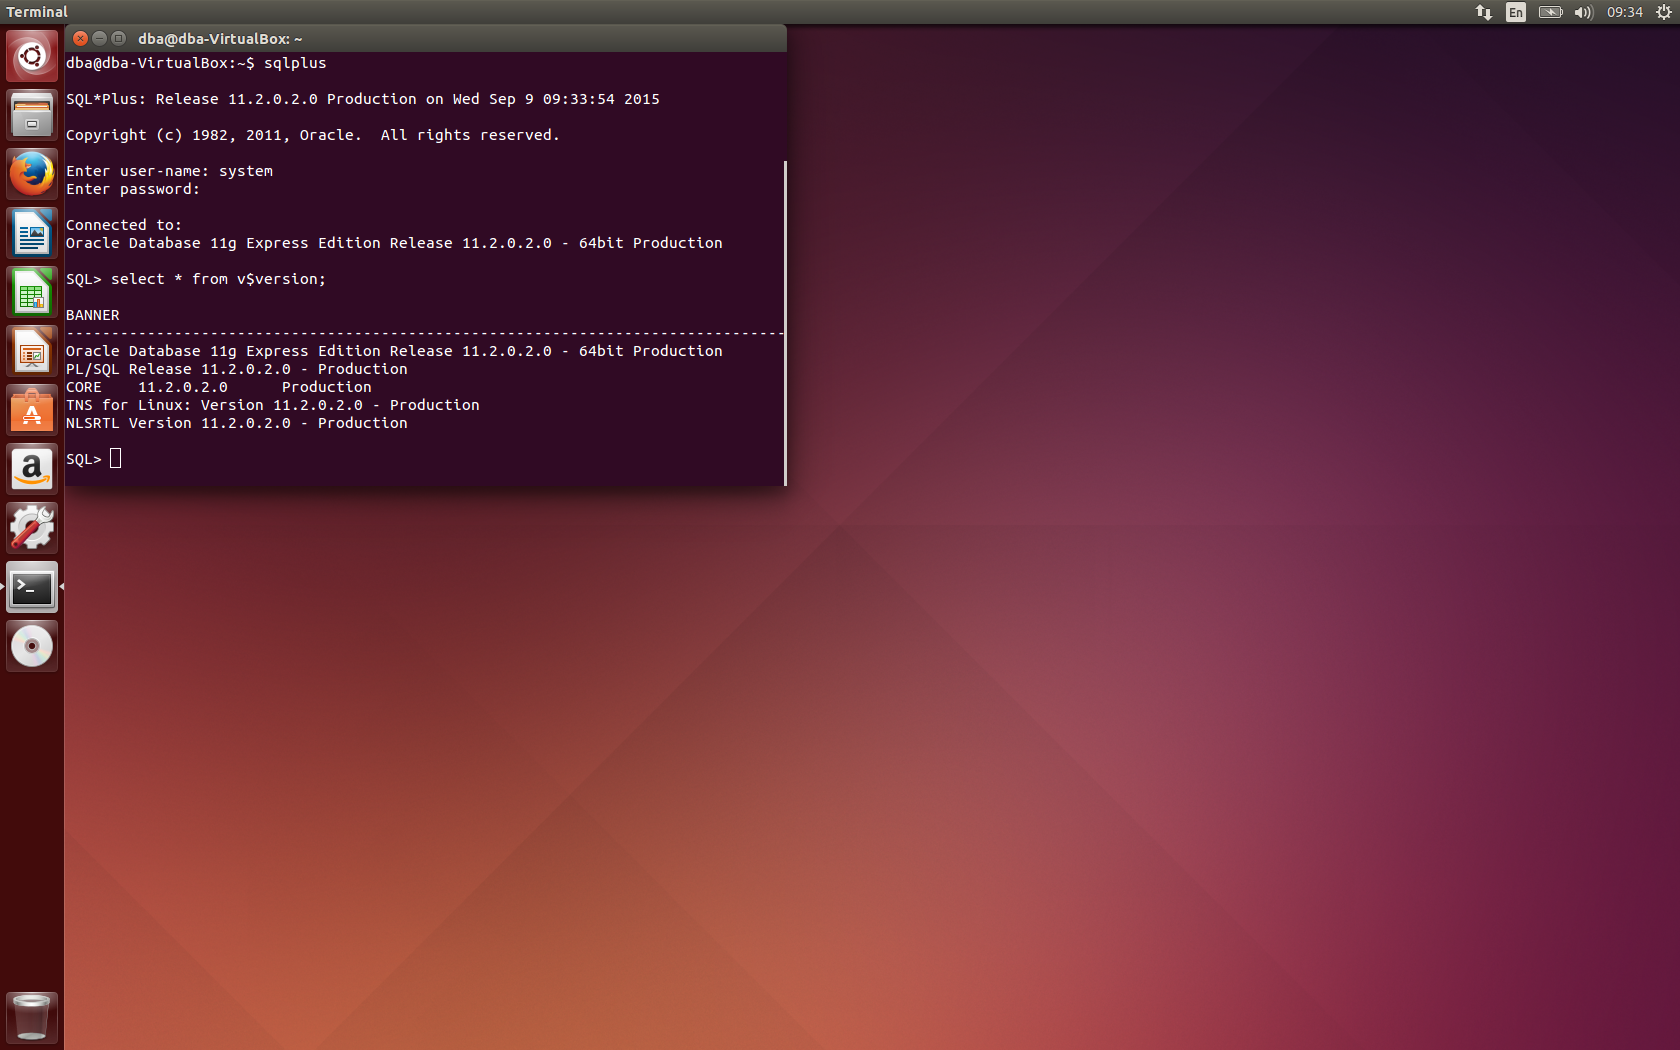 Terminal
En
09:34
dba@dba-VirtualBox: ~
dba@dba-VirtualBox:~$ sqlplus
SQL*Plus: Release 11.2.0.2.0 Production on Wed Sep 9 09:33:54 2015
Copyright (c) 1982, 2011, Oracle.  All rights reserved.
Enter user-name: system
Enter password:
Connected to:
Oracle Database 11g Express Edition Release 11.2.0.2.0 - 64bit Production
SQL> select * from v$version;
BANNER
--------------------------------------------------------------------------------
Oracle Database 11g Express Edition Release 11.2.0.2.0 - 64bit Production
PL/SQL Release 11.2.0.2.0 - Production
CORE    11.2.0.2.0      Production
TNS for Linux: Version 11.2.0.2.0 - Production
NLSRTL Version 11.2.0.2.0 - Production
SQL>